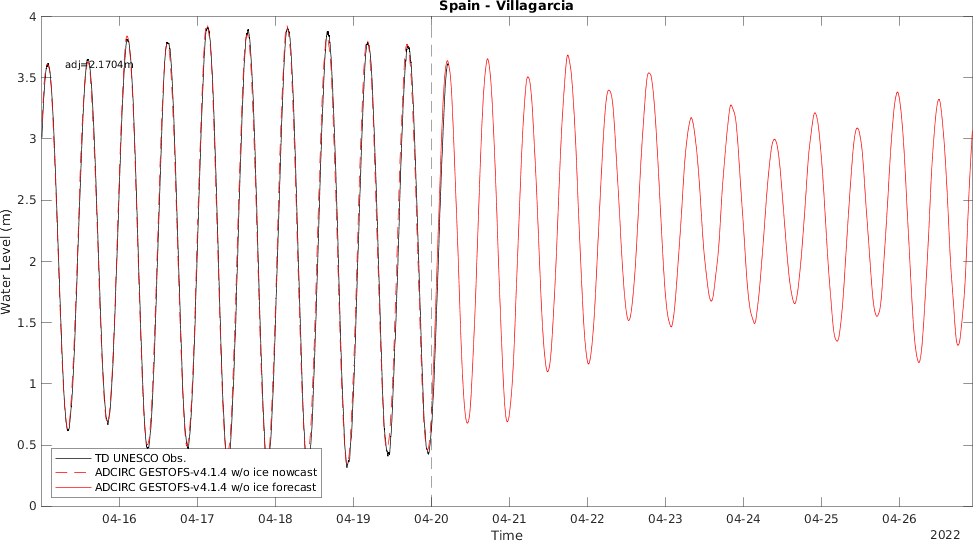 Spain - Villagarcia
adj=2.1704m
Water Level (m)
4
3.5
3
2.5
2
1.5
1
0.5
0
TD UNESCO Obs.
ADCIRC GESTOFS-v4.1.4 w/o ice nowcast
ADCIRC GESTOFS-v4.1.4 w/o ice forecast
04-16 04-17 04-18 04-19 04-20 04-21 04-22 04-23 04-24 04-25 04-26
Time
2022